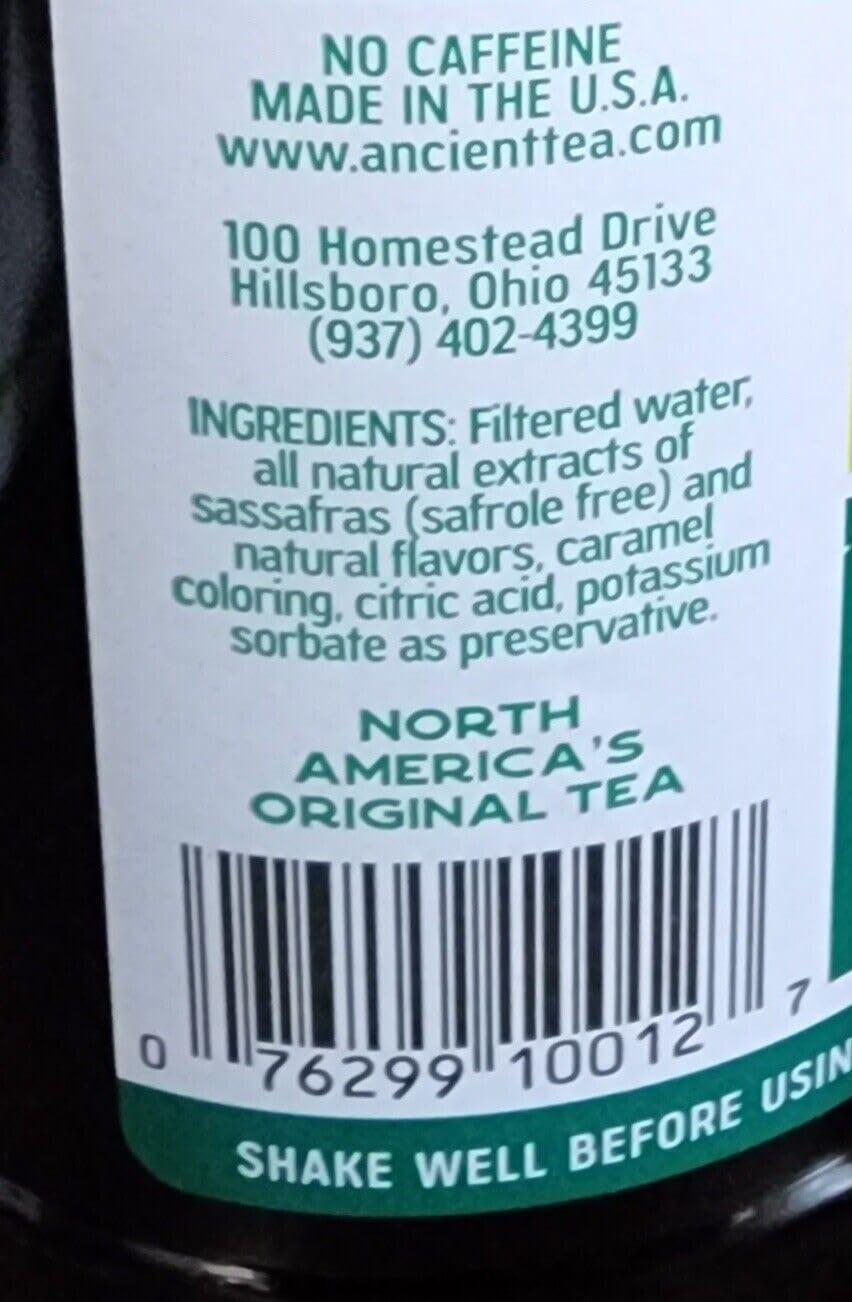 NO CAFFEINE
MADE IN THE U.S.A.
www.ancienttea.com
100 Homestead Drive
Hillsboro, Ohio 45133
(937) 402-4399
INGREDIENTS: Filtered water,
all natural extracts of
sassafras (safrole free) and
natural flavors, caramel
coloring, citric acid, potassium
sorbate as preservative.
NORTH
AMERICA'S
ORIGINAL TEA
0 76299 10012 7
SHAKE WELL BEFORE USIN